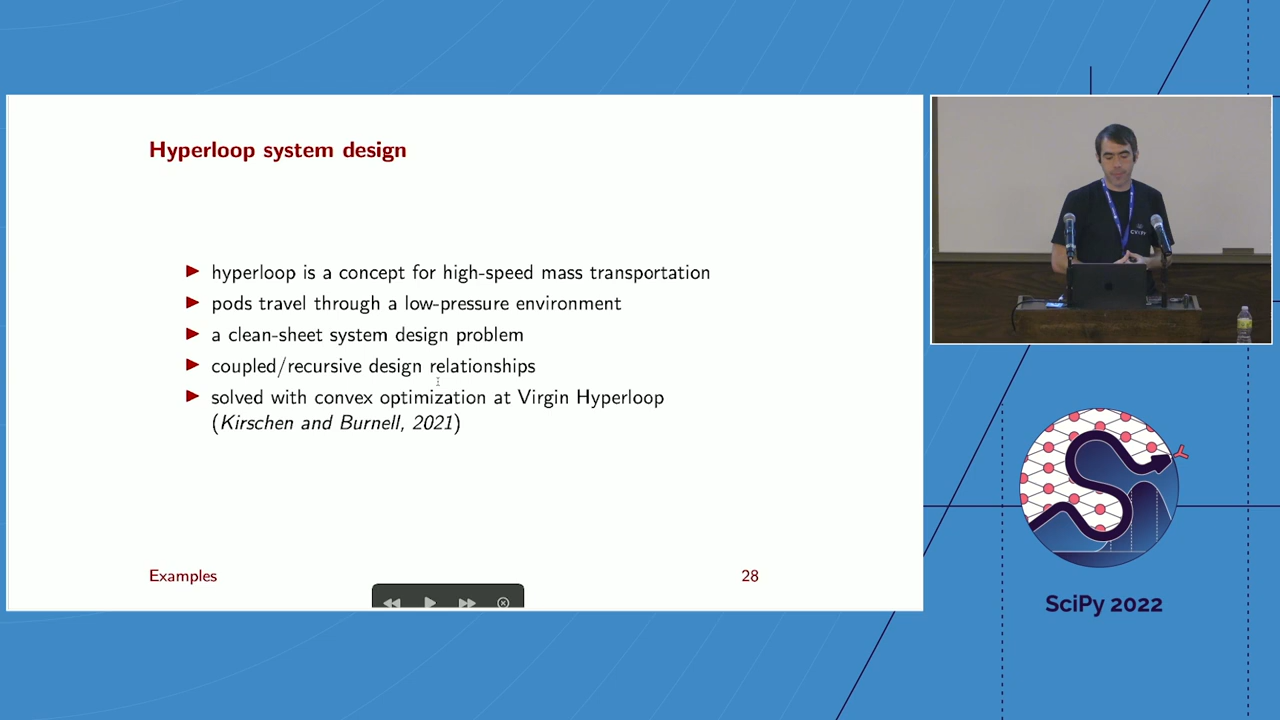 Hyperloop system design
▶ hyperloop is a concept for high-speed mass transportation
▶ pods travel through a low-pressure environment
▶ a clean-sheet system design problem
▶ coupled/recursive design relationships
▶ solved with convex optimization at Virgin Hyperloop
(Kirschen and Burnell, 2021)
Examples
28
CVXPY
SciPy 2022